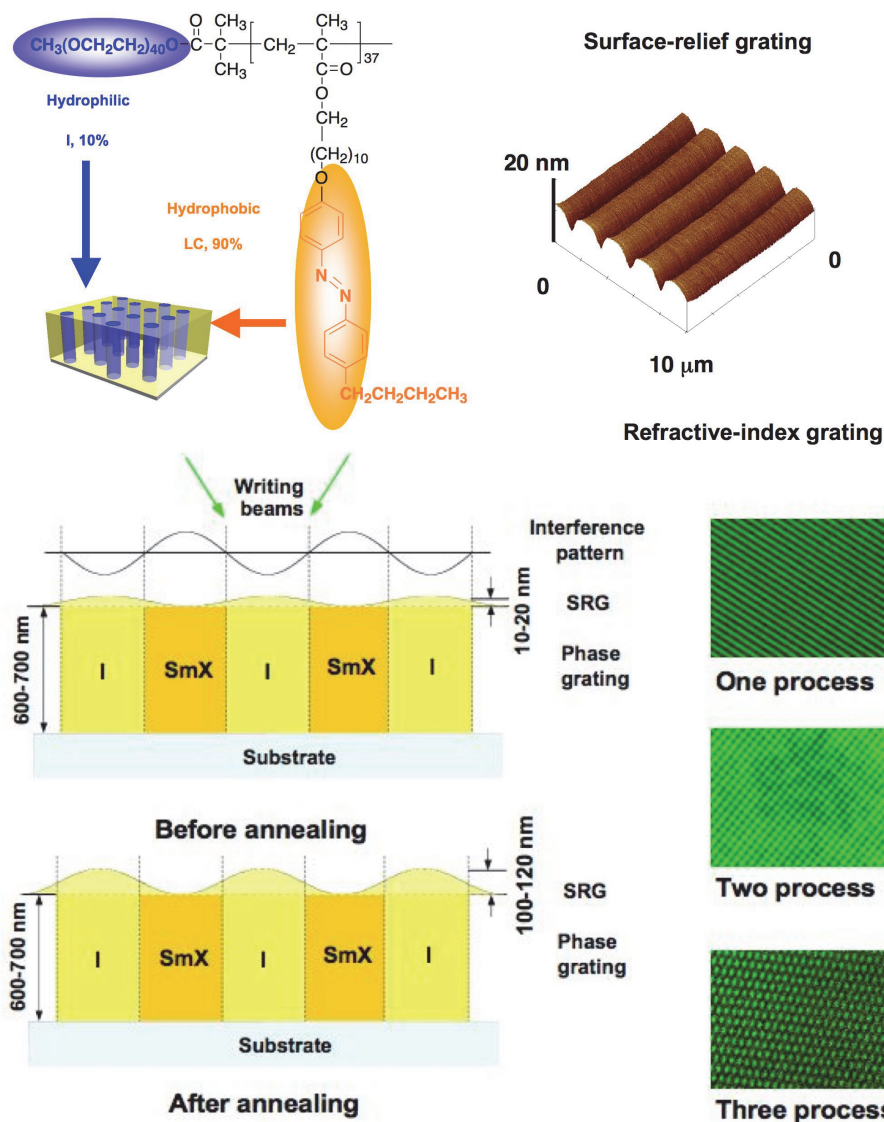 CH3(OCH2CH2)40O
C
O
CH3
CH3
CH2
CH3
37
C=O
O
CH2
(CH2)10
O
N
N
CH2CH2CH2CH3
Hydrophilic
I, 10%
Hydrophobic
LC, 90%
Surface-relief grating
20 nm
0
0
10 μm
Refractive-index grating
Writing
beams
Interference
pattern
10-20 nm
SRG
Phase
grating
600-700 nm
I
SmX
I
SmX
I
Substrate
Before annealing
100-120 nm
SRG
Phase
grating
600-700 nm
I
SmX
I
SmX
I
Substrate
After annealing
One process
Two process
Three process